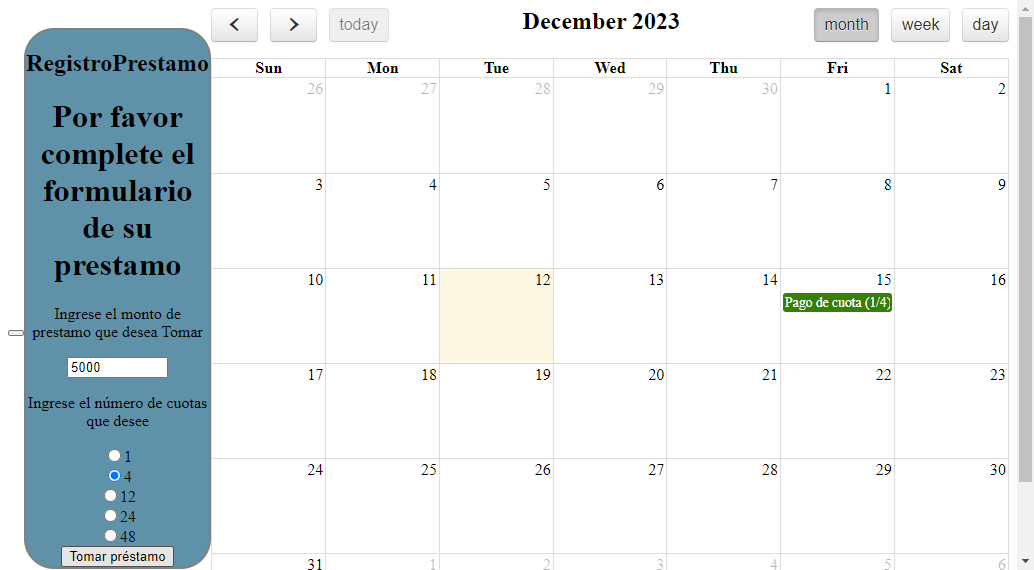 RegistroPrestamo
Por favor
complete el
formulario
de su
prestamo
Ingrese el monto de
prestamo que desea Tomar
5000
Ingrese el número de cuotas
que desee
1
4
12
24
48
Tomar préstamo
today
December 2023
month week day
Sun Mon Tue Wed Thu Fri Sat
26 27 28 29 30 1 2
3 4 5 6 7 8 9
10 11 12 13 14 15 16
Pago de cuota (1/4)
17 18 19 20 21 22 23
24 25 26 27 28 29 30
31 1 2 3 4 5 6